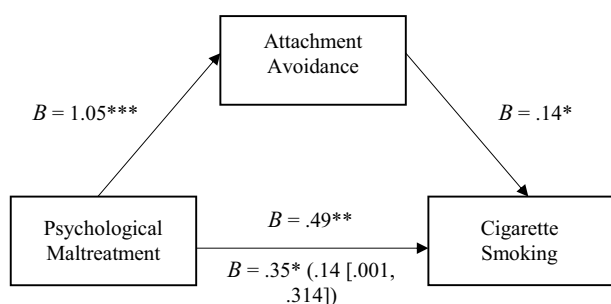 Attachment
Avoidance
B = 1.05***
B = .14*
Psychological
Maltreatment
B = .49**
B = .35* (.14 [.001,
.314])
Cigarette
Smoking